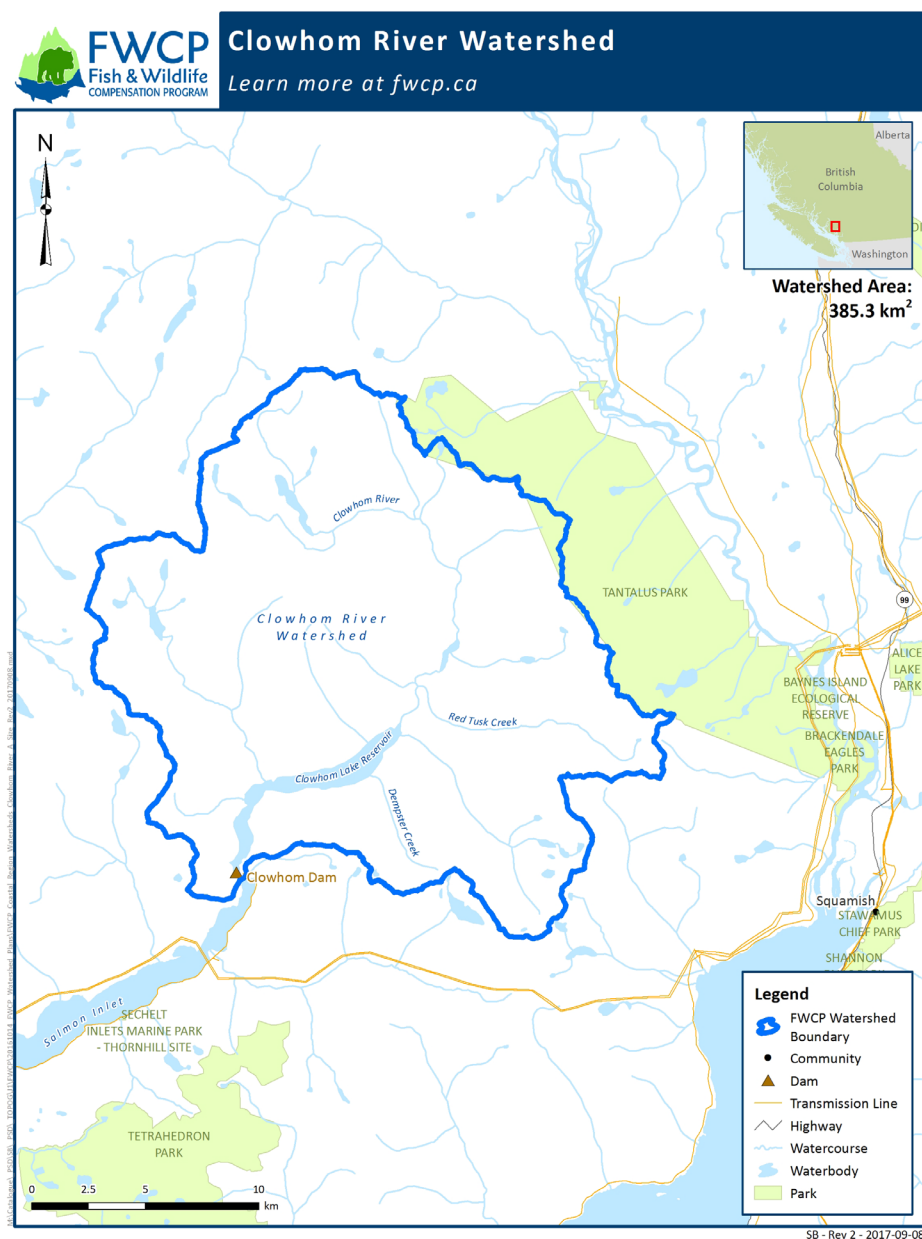 FWCP
Fish & Wildlife
COMPENSATION PROGRAM
Clowhom River Watershed
Learn more at fwcp.ca
N
Alberta
British
Columbia
Washington
Watershed Area:
385.3 km²
Clowhom River
Clowhom River
Watershed
TANTALUS PARK
99
ALICE
LAKE
PARK
BAYNES ISLAND
ECOLOGICAL
RESERVE
Red Tusk Creek
BRACKENDALE
EAGLES
PARK
Clowhom Lake Reservoir
Dempster Creek
Clowhom Dam
Squamish
STAWAMUS
CHIEF PARK
SHANNON
Salmon Inlet
SECHELT
INLETS MARINE PARK
- THORNHILL SITE
TETRAHEDRON
PARK
0
2.5
5
10
km
Legend
FWCP Watershed
Boundary
Community
Dam
Transmission Line
Highway
Watercourse
Waterbody
Park
SB - Rev 2 - 2017-09-08